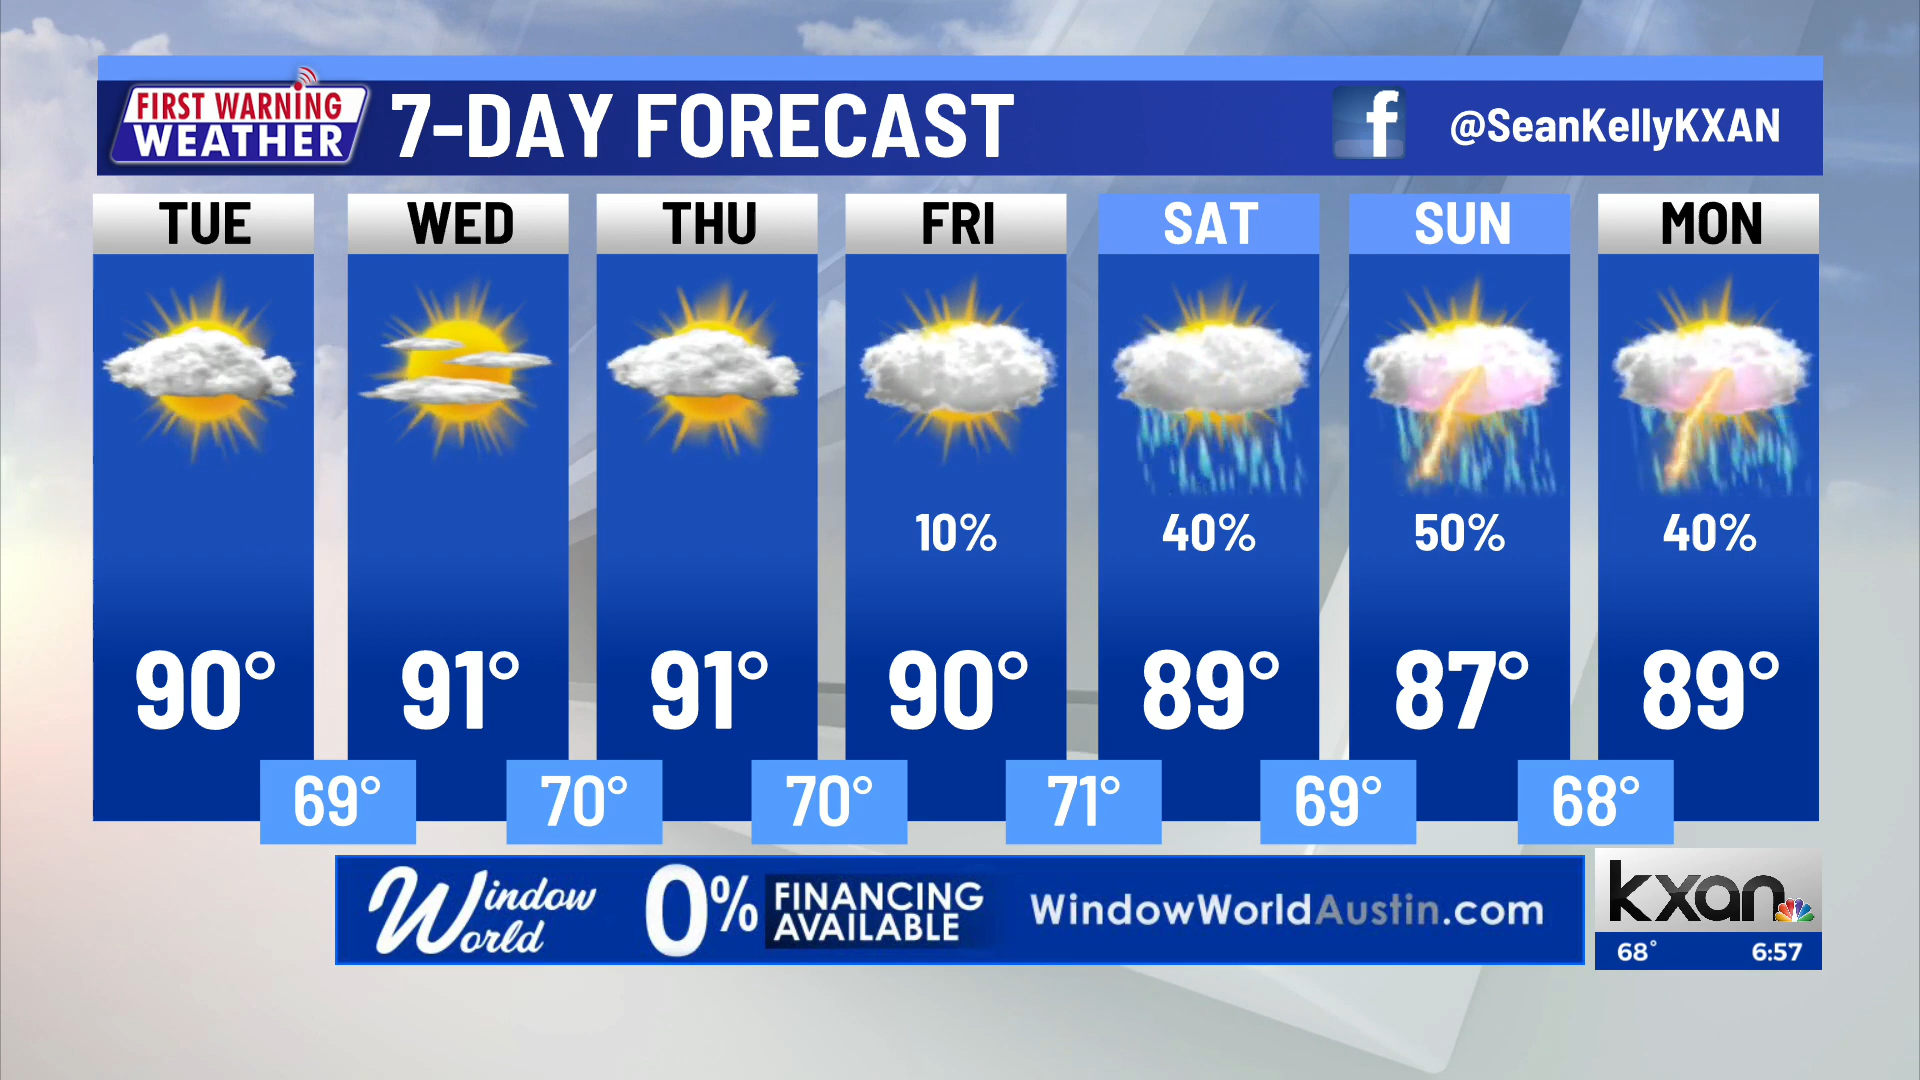 FIRST WARNING
WEATHER
7-DAY FORECAST
f
@SeanKellyKXAN
TUE
WED
THU
FRI
SAT
SUN
MON
10%
40%
50%
40%
90°
91°
91°
90°
89°
87°
89°
69°
70°
70°
71°
69°
68°
Window
World
0%
FINANCING
AVAILABLE
WindowWorldAustin.com
kxan
68°
6:57